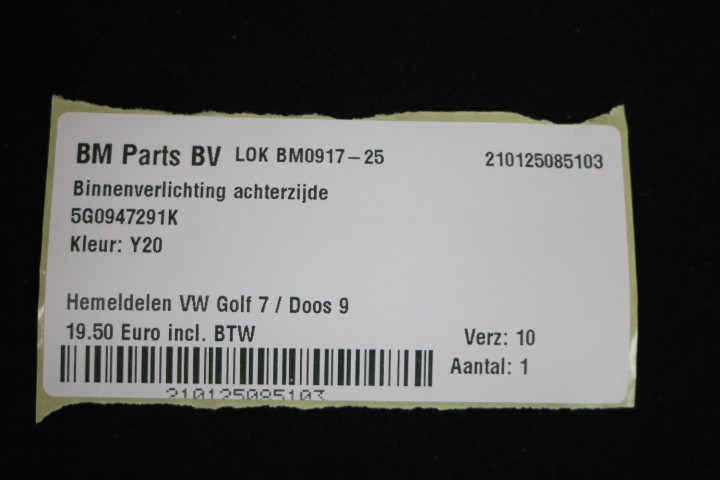 BM Parts BV LOK BM0917-25 210125085103
Binnenverlichting achterzijde
5G0947291K
Kleur: Y20
Hemeldelen VW Golf 7 / Doos 9
19.50 Euro incl. BTW Verz: 10
Aantal: 1
210125085103